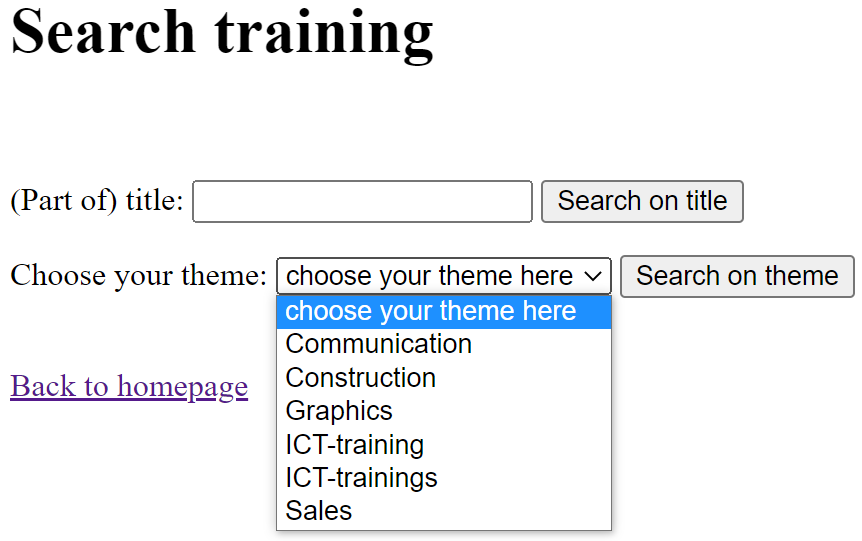 Search training
(Part of) title: Search on title
Choose your theme: choose your theme here Search on theme
choose your theme here
Communication
Construction
Back to homepage
Graphics
ICT-training
ICT-trainings
Sales